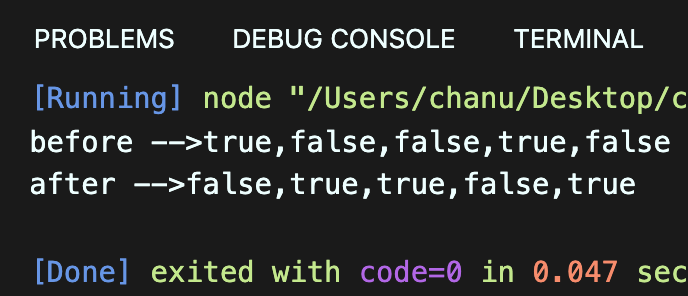 PROBLEMS DEBUG CONSOLE TERMINAL
[Running] node "/Users/chanu/Desktop/c
before -->true,false,false,true,false
after -->false,true,true,false,true
[Done] exited with code=0 in 0.047 sec